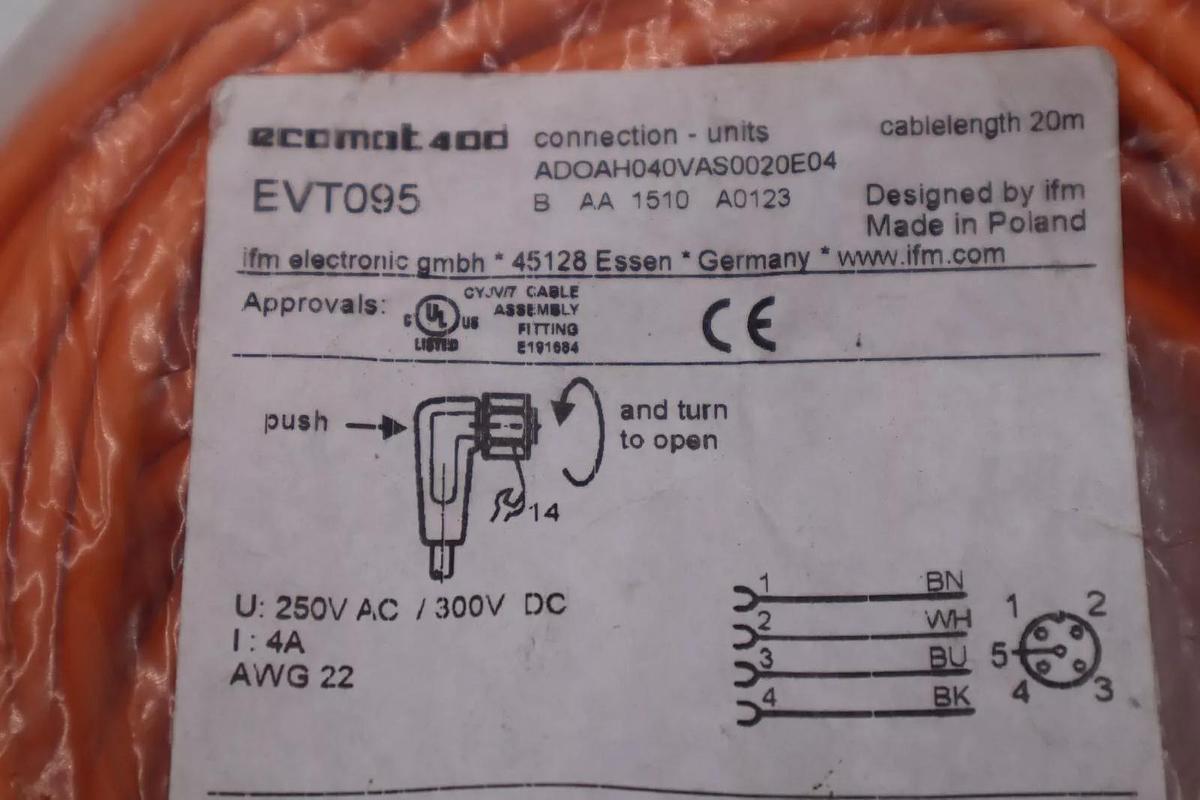 ecomat 400 connection - units cablelength 20m
ADOAH040VAS0020E04
EVT095 B AA 1510 A0123 Designed by ifm
Made in Poland
ifm electronic gmbh * 45128 Essen * Germany * www.ifm.com
Approvals: C UL US LISTED CYJV/7 CABLE
ASSEMBLY
FITTING
E191684
CE
push and turn
to open
14
U: 250V AC / 300V DC
I : 4A
AWG 22
1 BN
2 WH
3 BU
4 BK
1 2
5
4 3